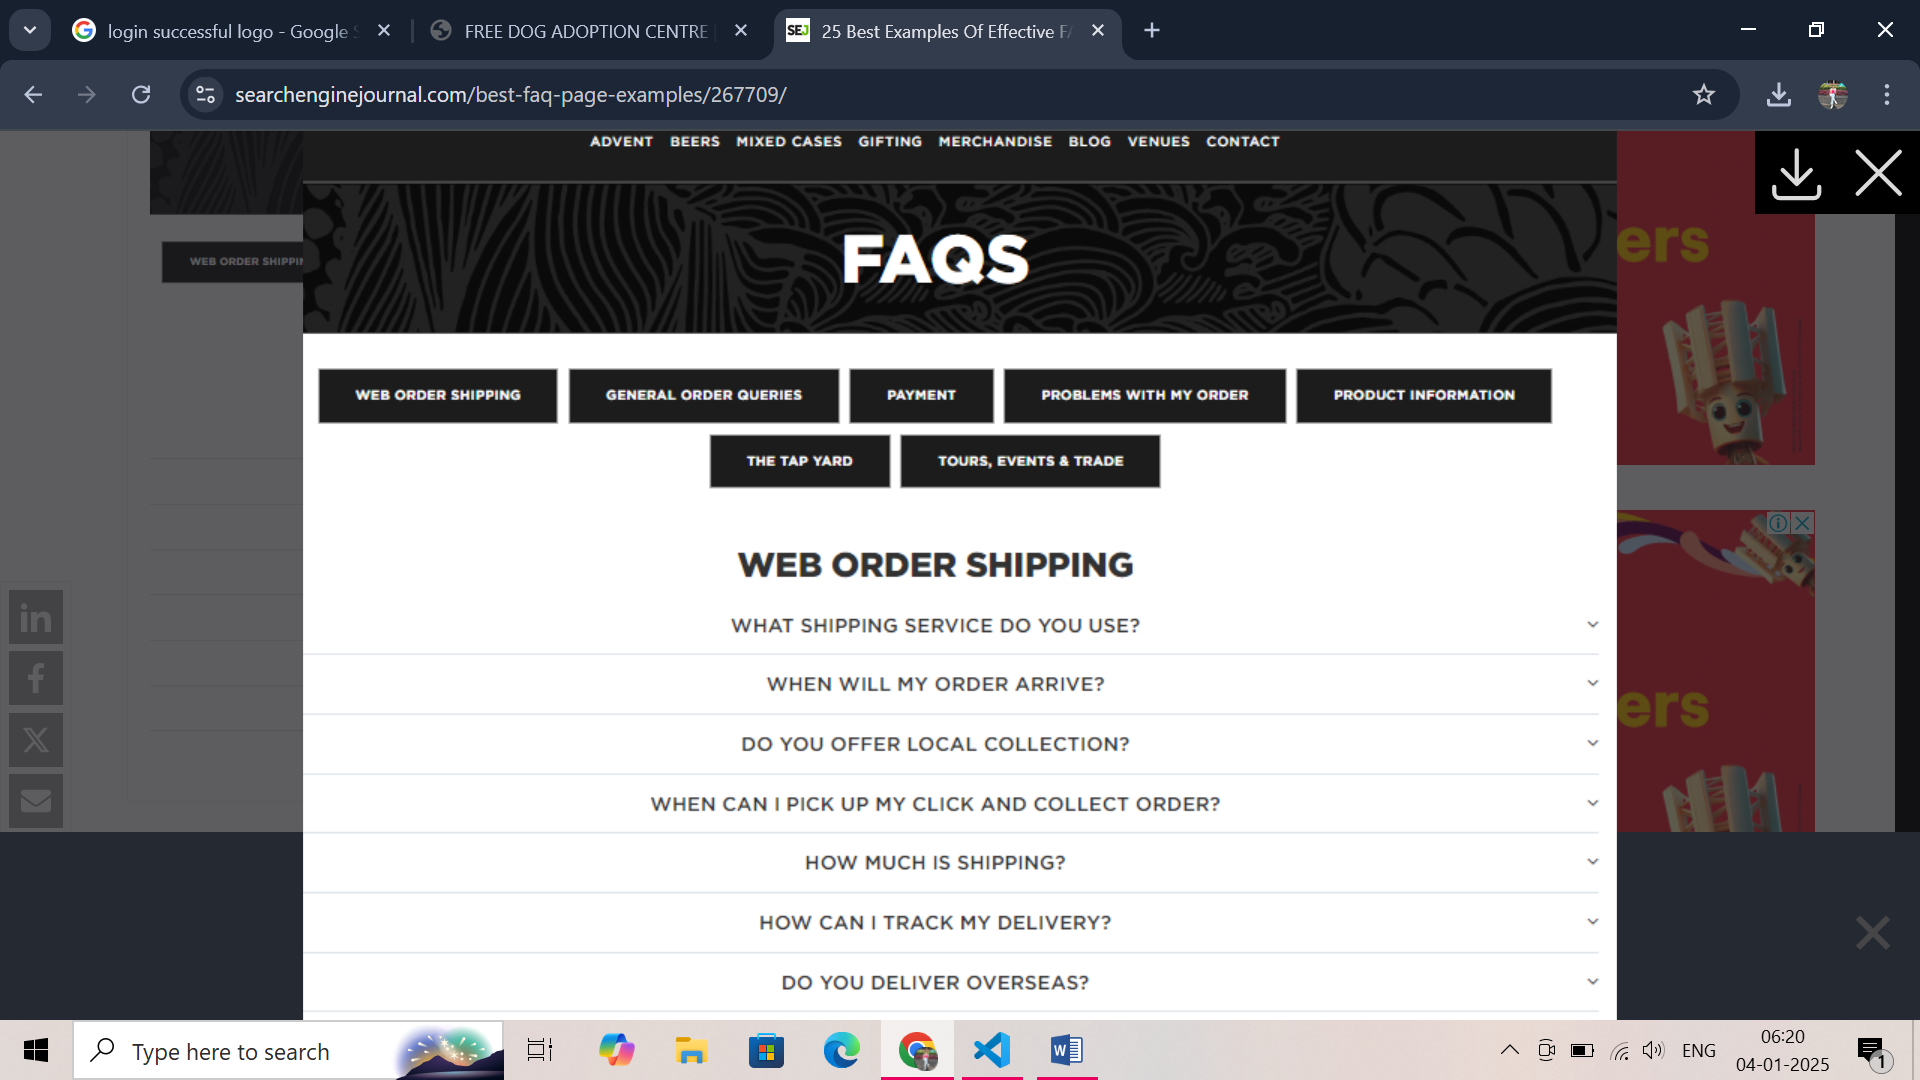 login successful logo - Google S
FREE DOG ADOPTION CENTRE
SEJ
25 Best Examples Of Effective FA
searchenginejournal.com/best-faq-page-examples/267709/
ADVENT BEERS MIXED CASES GIFTING MERCHANDISE BLOG VENUES CONTACT
FAQS
ers
WEB ORDER SHIPPIN
WEB ORDER SHIPPING GENERAL ORDER QUERIES PAYMENT PROBLEMS WITH MY ORDER PRODUCT INFORMATION
THE TAP YARD TOURS, EVENTS & TRADE
WEB ORDER SHIPPING
WHAT SHIPPING SERVICE DO YOU USE?
in
WHEN WILL MY ORDER ARRIVE?
f
ers
DO YOU OFFER LOCAL COLLECTION?
X
WHEN CAN I PICK UP MY CLICK AND COLLECT ORDER?
HOW MUCH IS SHIPPING?
HOW CAN I TRACK MY DELIVERY?
DO YOU DELIVER OVERSEAS?
Type here to search
W
ENG
06:20
04-01-2025
1